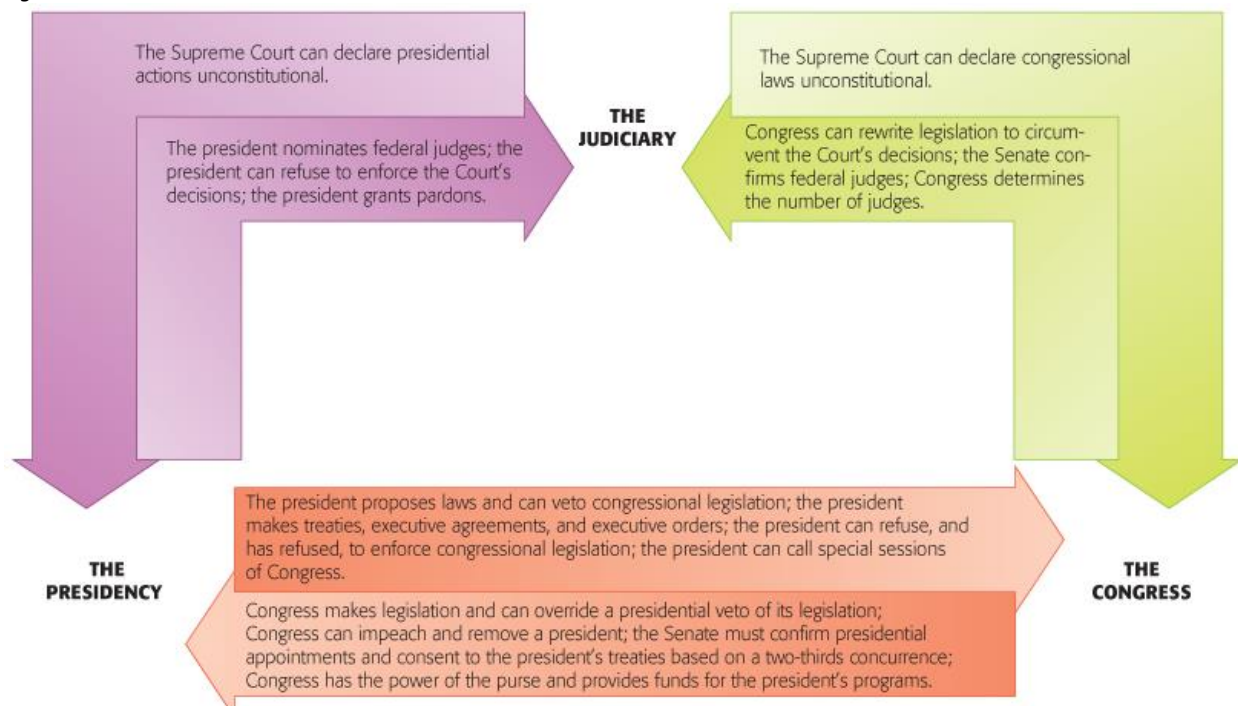 The Supreme Court can declare presidential
actions unconstitutional.
The president nominates federal judges; the
president can refuse to enforce the Court's
decisions; the president grants pardons.
THE
JUDICIARY
The Supreme Court can declare congressional
laws unconstitutional.
Congress can rewrite legislation to circum-
vent the Court's decisions; the Senate con-
firms federal judges; Congress determines
the number of judges.
THE
PRESIDENCY
The president proposes laws and can veto congressional legislation; the president
makes treaties, executive agreements, and executive orders; the president can refuse, and
has refused, to enforce congressional legislation; the president can call special sessions
of Congress.
Congress makes legislation and can override a presidential veto of its legislation;
Congress can impeach and remove a president; the Senate must confirm presidential
appointments and consent to the president's treaties based on a two-thirds concurrence;
Congress has the power of the purse and provides funds for the president's programs.
THE
CONGRESS